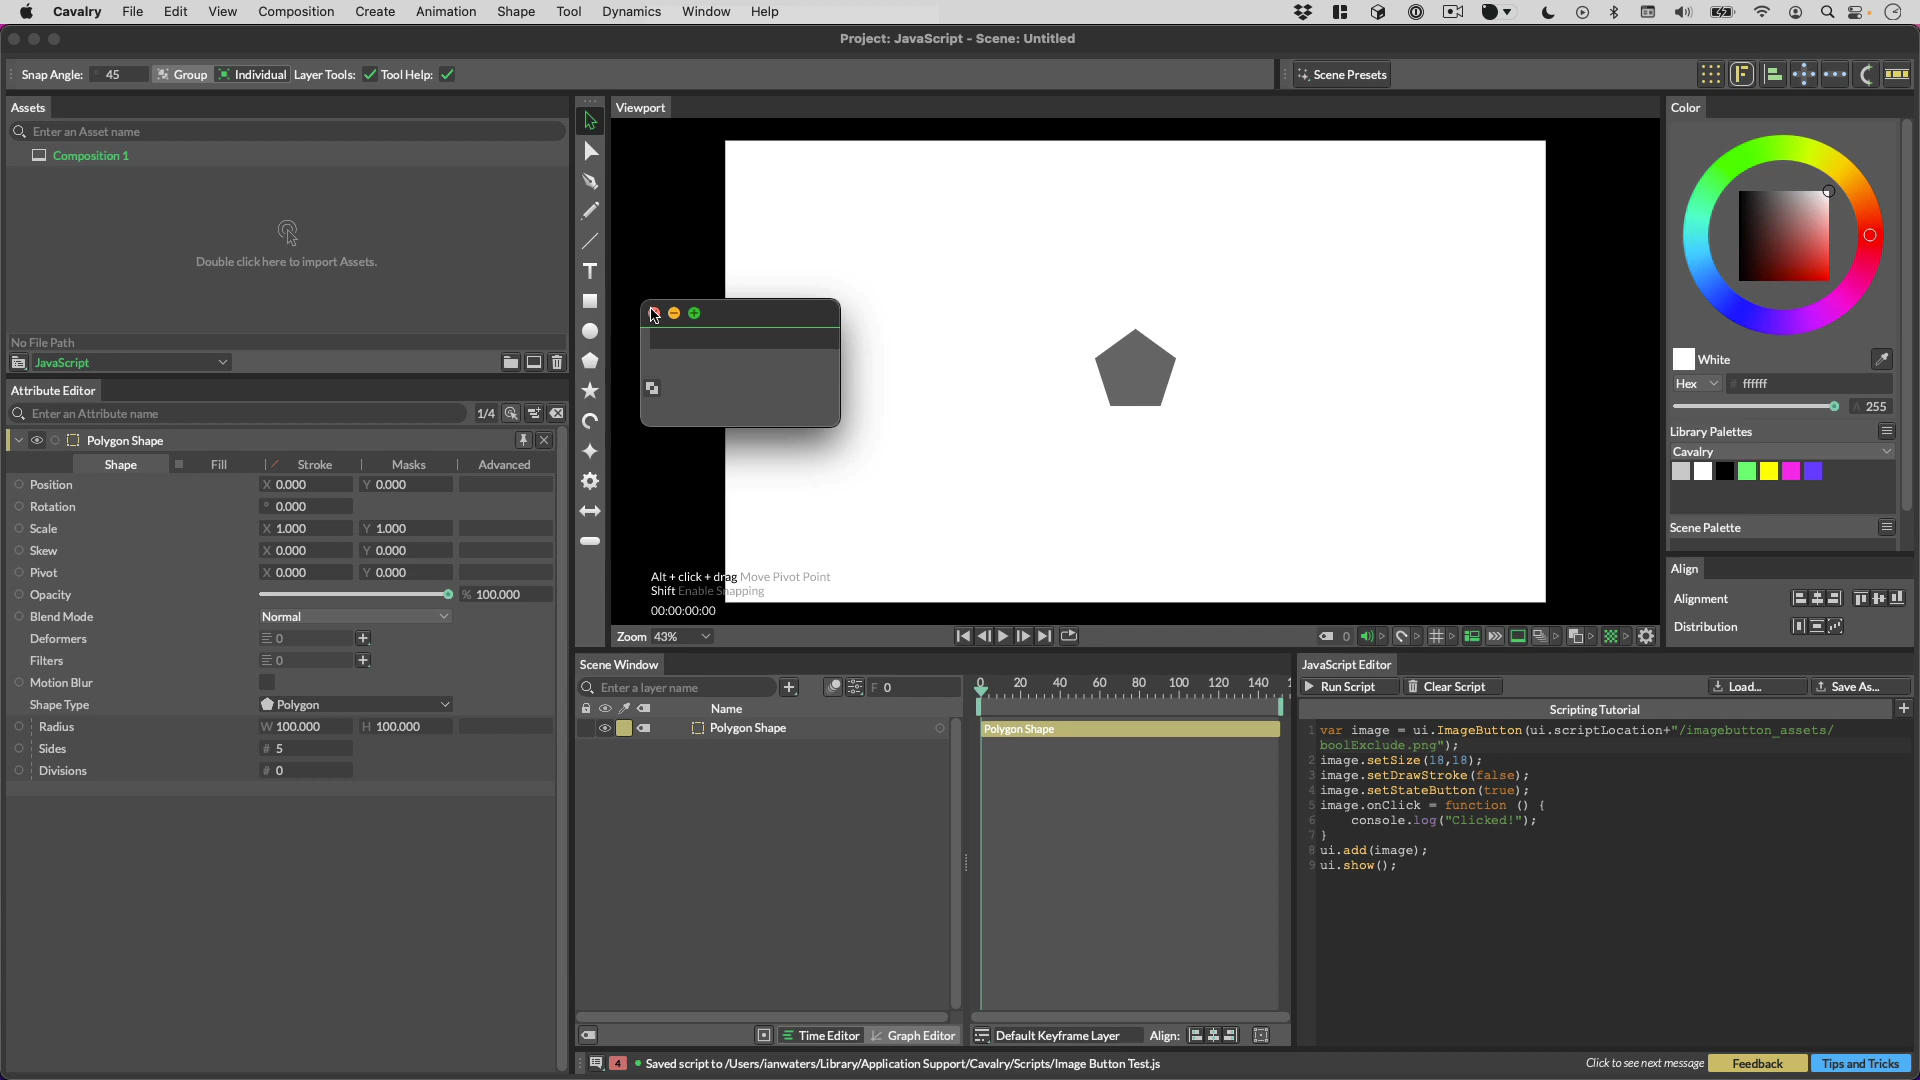 Cavalry File Edit View Composition Create Animation Shape Tool Dynamics Window Help
Project: JavaScript - Scene: Untitled
Snap Angle: 45 Group Individual Layer Tools: Tool Help: Scene Presets
Assets
Enter an Asset name
Composition 1
Double click here to import Assets.
No File Path
JavaScript
Attribute Editor
Enter an Attribute name 1/4
Polygon Shape
Shape Fill Stroke Masks Advanced
Position X 0.000 Y 0.000
Rotation ° 0.000
Scale X 1.000 Y 1.000
Skew X 0.000 Y 0.000
Pivot X 0.000 Y 0.000
Opacity % 100.000
Blend Mode Normal
Deformers 0
Filters 0
Motion Blur
Shape Type Polygon
Radius W 100.000 H 100.000
Sides # 5
Divisions # 0
Viewport
Alt + click + drag Move Pivot Point
Shift Enable Snapping
00:00:00:00
Zoom 43% 0
Scene Window
Enter a layer name F 0
Name
Polygon Shape
0 20 40 60 80 100 120 140
Polygon Shape
Time Editor Graph Editor Default Keyframe Layer Align:
Color
White
Hex # ffffff
A 255
Library Palettes
Cavalry
Scene Palette
Align
Alignment
Distribution
JavaScript Editor
Run Script Clear Script Load... Save As...
Scripting Tutorial +
1 var image = ui.ImageButton(ui.scriptLocation+"/imagebutton_assets/
boolExclude.png");
2 image.setSize(18,18);
3 image.setDrawStroke(false);
4 image.setStateButton(true);
5 image.onClick = function () {
6 console.log("Clicked!");
7 }
8 ui.add(image);
9 ui.show();
4 Saved script to /Users/ianwaters/Library/Application Support/Cavalry/Scripts/Image Button Test.js
Click to see next message Feedback Tips and Tricks